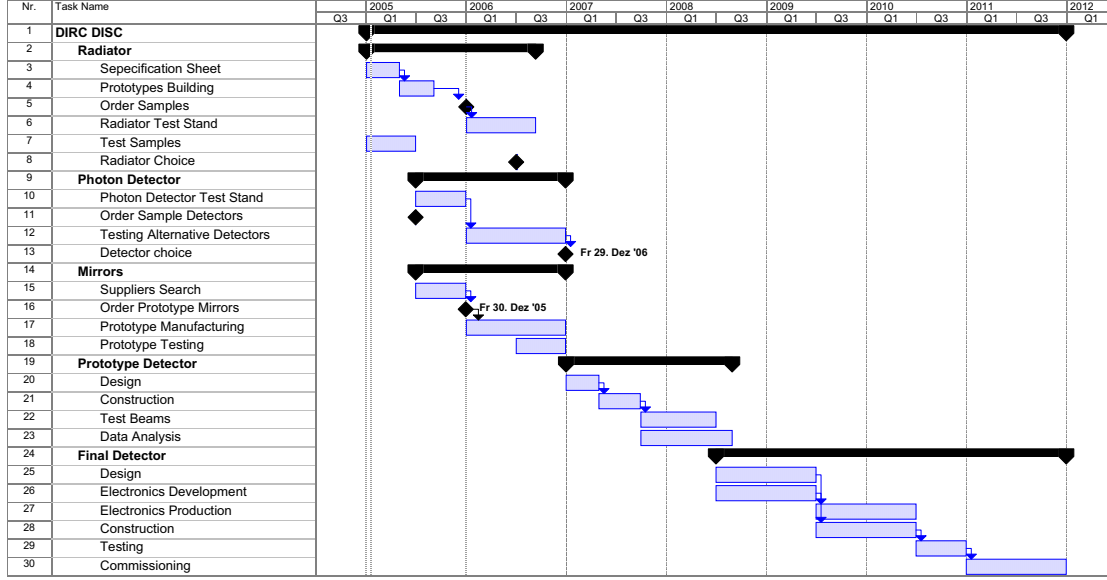 Nr. Task Name 2005 2006 2007 2008 2009 2010 2011 2012
Q3 Q1 Q3 Q1 Q3 Q1 Q3 Q1 Q3 Q1 Q3 Q1 Q3 Q1 Q3 Q1
1 DIRC DISC
2 Radiator
3 Sepecification Sheet
4 Prototypes Building
5 Order Samples
6 Radiator Test Stand
7 Test Samples
8 Radiator Choice
9 Photon Detector
10 Photon Detector Test Stand
11 Order Sample Detectors
12 Testing Alternative Detectors
13 Detector choice Fr 29. Dez '06
14 Mirrors
15 Suppliers Search
16 Order Prototype Mirrors Fr 30. Dez '05
17 Prototype Manufacturing
18 Prototype Testing
19 Prototype Detector
20 Design
21 Construction
22 Test Beams
23 Data Analysis
24 Final Detector
25 Design
26 Electronics Development
27 Electronics Production
28 Construction
29 Testing
30 Commissioning